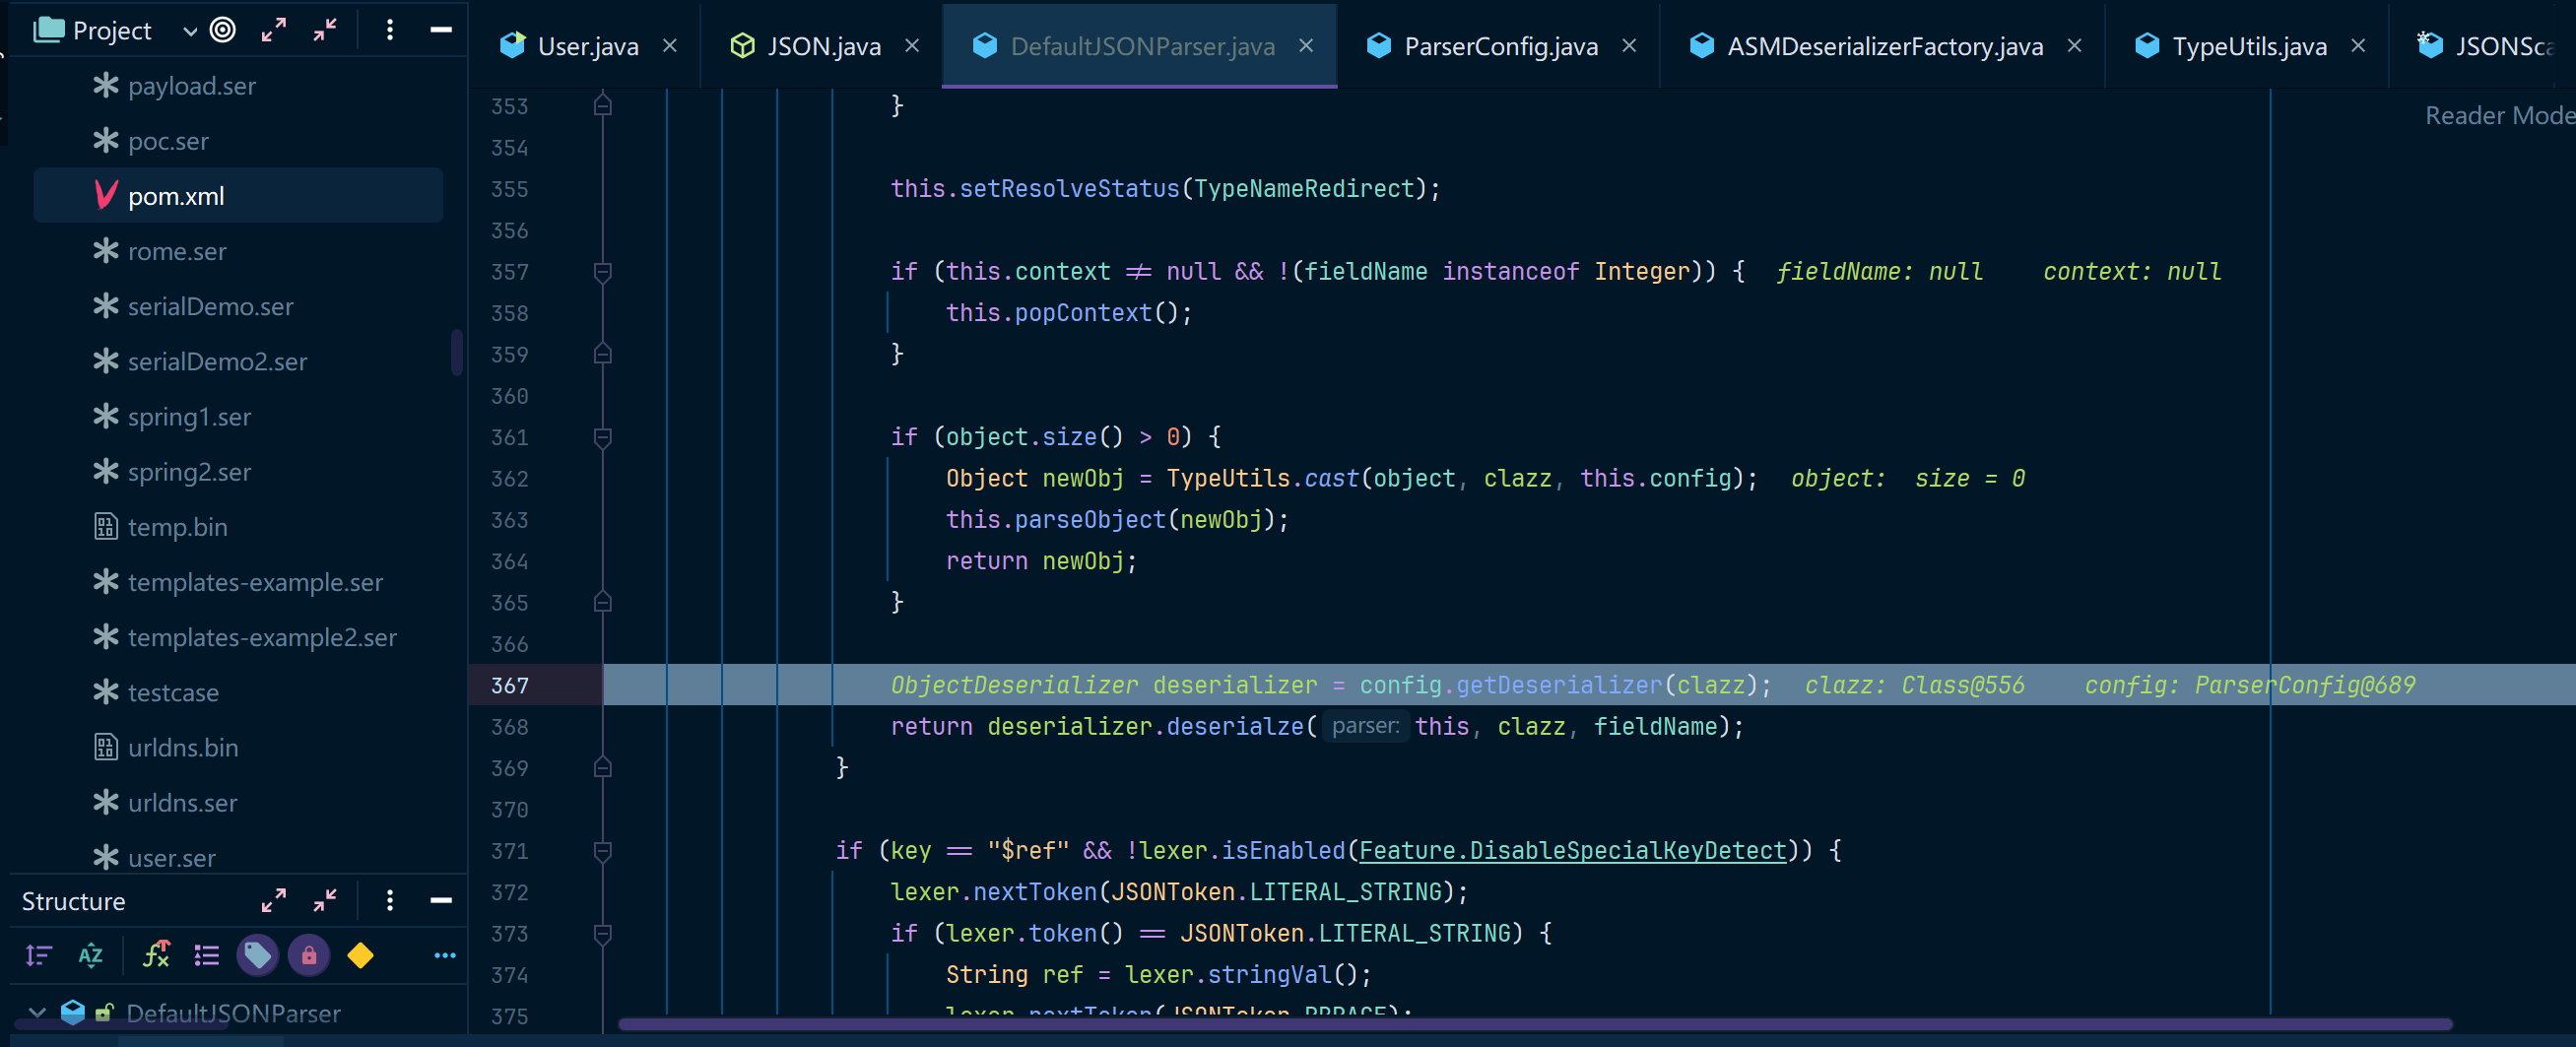 Project
User.java
JSON.java
DefaultJSONParser.java
ParserConfig.java
ASMDeserializerFactory.java
TypeUtils.java
JSONSca
payload.ser
poc.ser
pom.xml
rome.ser
serialDemo.ser
serialDemo2.ser
spring1.ser
spring2.ser
temp.bin
templates-example.ser
templates-example2.ser
testcase
urldns.bin
urldns.ser
user.ser
Structure
DefaultJSONParser
Reader Mode
353 }
354
355 this.setResolveStatus(TypeNameRedirect);
356
357 if (this.context != null && !(fieldName instanceof Integer)) { fieldName: null context: null
358 this.popContext();
359 }
360
361 if (object.size() > 0) {
362 Object newObj = TypeUtils.cast(object, clazz, this.config); object: size = 0
363 this.parseObject(newObj);
364 return newObj;
365 }
366
367 ObjectDeserializer deserializer = config.getDeserializer(clazz); clazz: Class@556 config: ParserConfig@689
368 return deserializer.deserialze( parser: this, clazz, fieldName);
369 }
370
371 if (key == "$ref" && !lexer.isEnabled(Feature.DisableSpecialKeyDetect)) {
372 lexer.nextToken(JSONToken.LITERAL_STRING);
373 if (lexer.token() == JSONToken.LITERAL_STRING) {
374 String ref = lexer.stringVal();
375 lexer.nextToken(JSONToken.RBRACE);